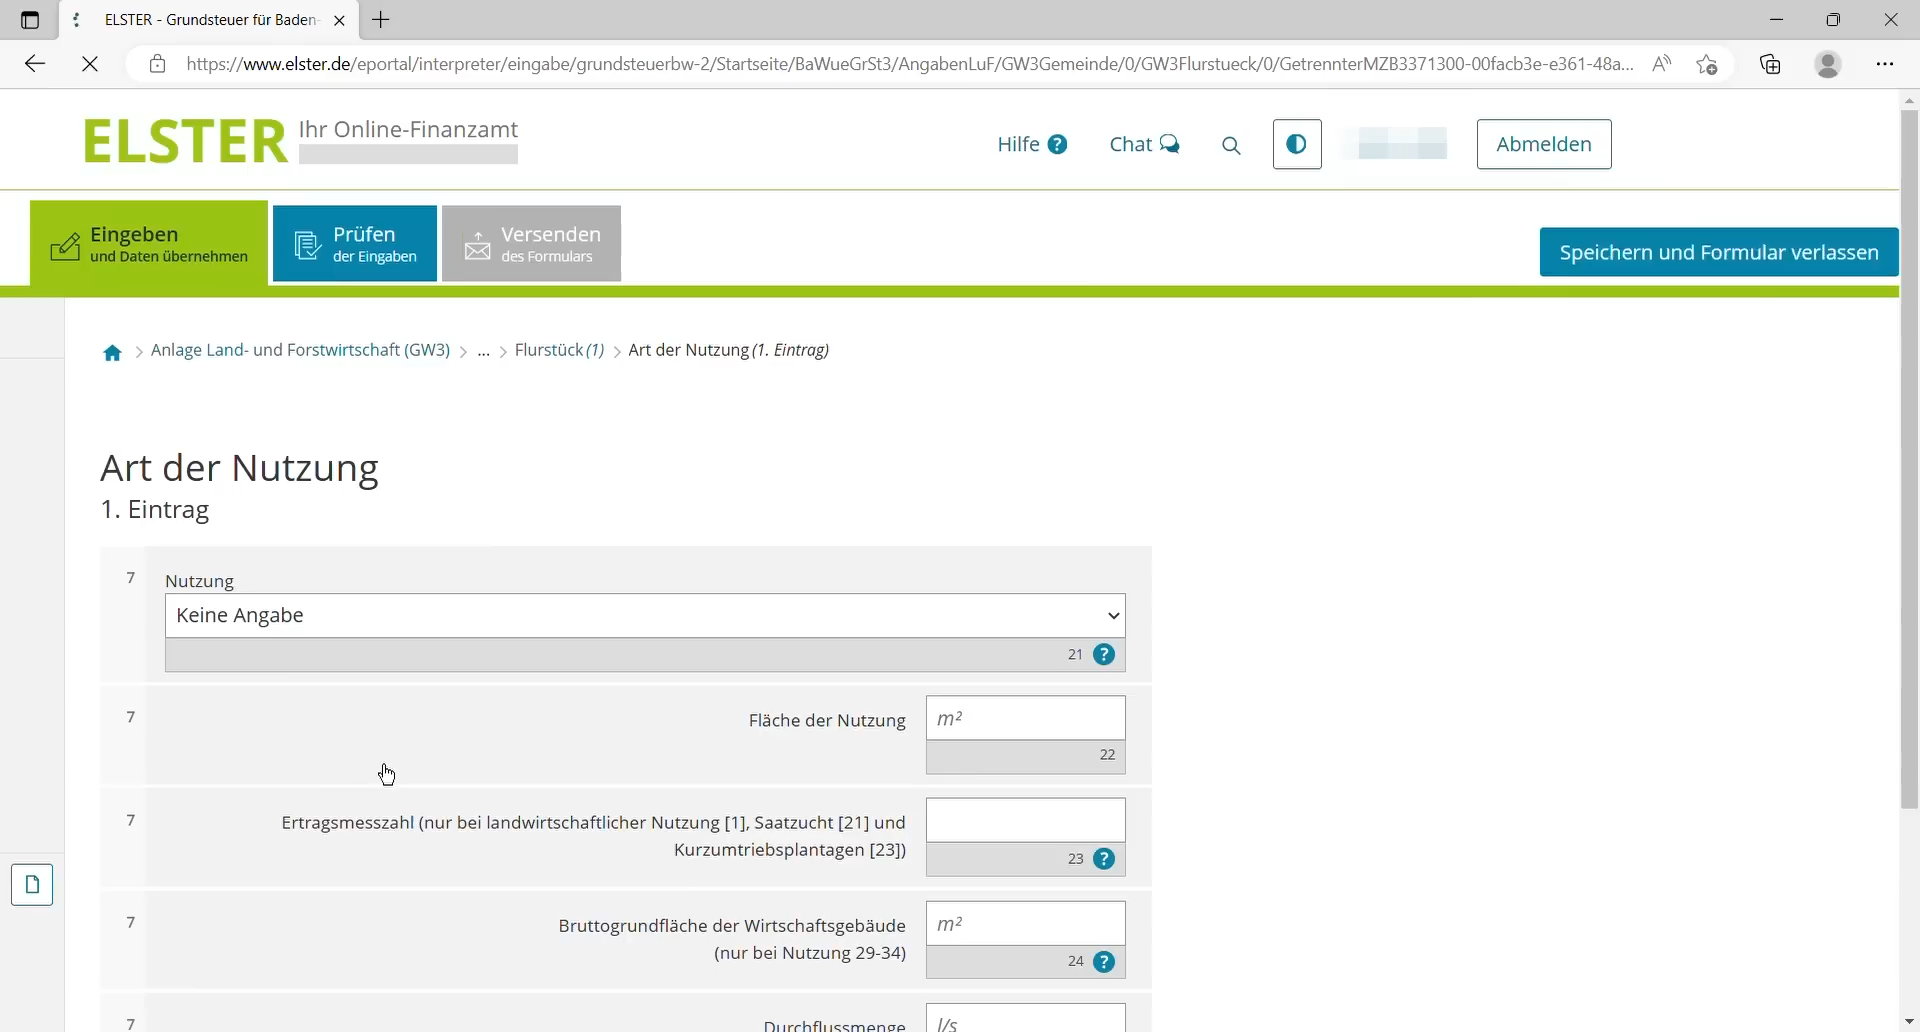 ELSTER - Grundsteuer für Baden-
https://www.elster.de/eportal/interpreter/eingabe/grundsteuerbw-2/Startseite/BaWueGrSt3/AngabenLuF/GW3Gemeinde/0/GW3Flurstueck/0/GetrennterMZB3371300-00facb3e-e361-48a...
ELSTER Ihr Online-Finanzamt
Hilfe ?
Chat
Abmelden
Eingeben
und Daten übernehmen
Prüfen
der Eingaben
Versenden
des Formulars
Speichern und Formular verlassen
> Anlage Land- und Forstwirtschaft (GW3) > ... > Flurstück (1) > Art der Nutzung (1. Eintrag)
Art der Nutzung
1. Eintrag
7 Nutzung
Keine Angabe
21 ?
7 Fläche der Nutzung m²
22
7 Ertragsmesszahl (nur bei landwirtschaftlicher Nutzung [1], Saatzucht [21] und
Kurzumtriebsplantagen [23])
23 ?
7 Bruttogrundfläche der Wirtschaftsgebäude m²
(nur bei Nutzung 29-34)
24 ?
7 Durchflussmenge l/s